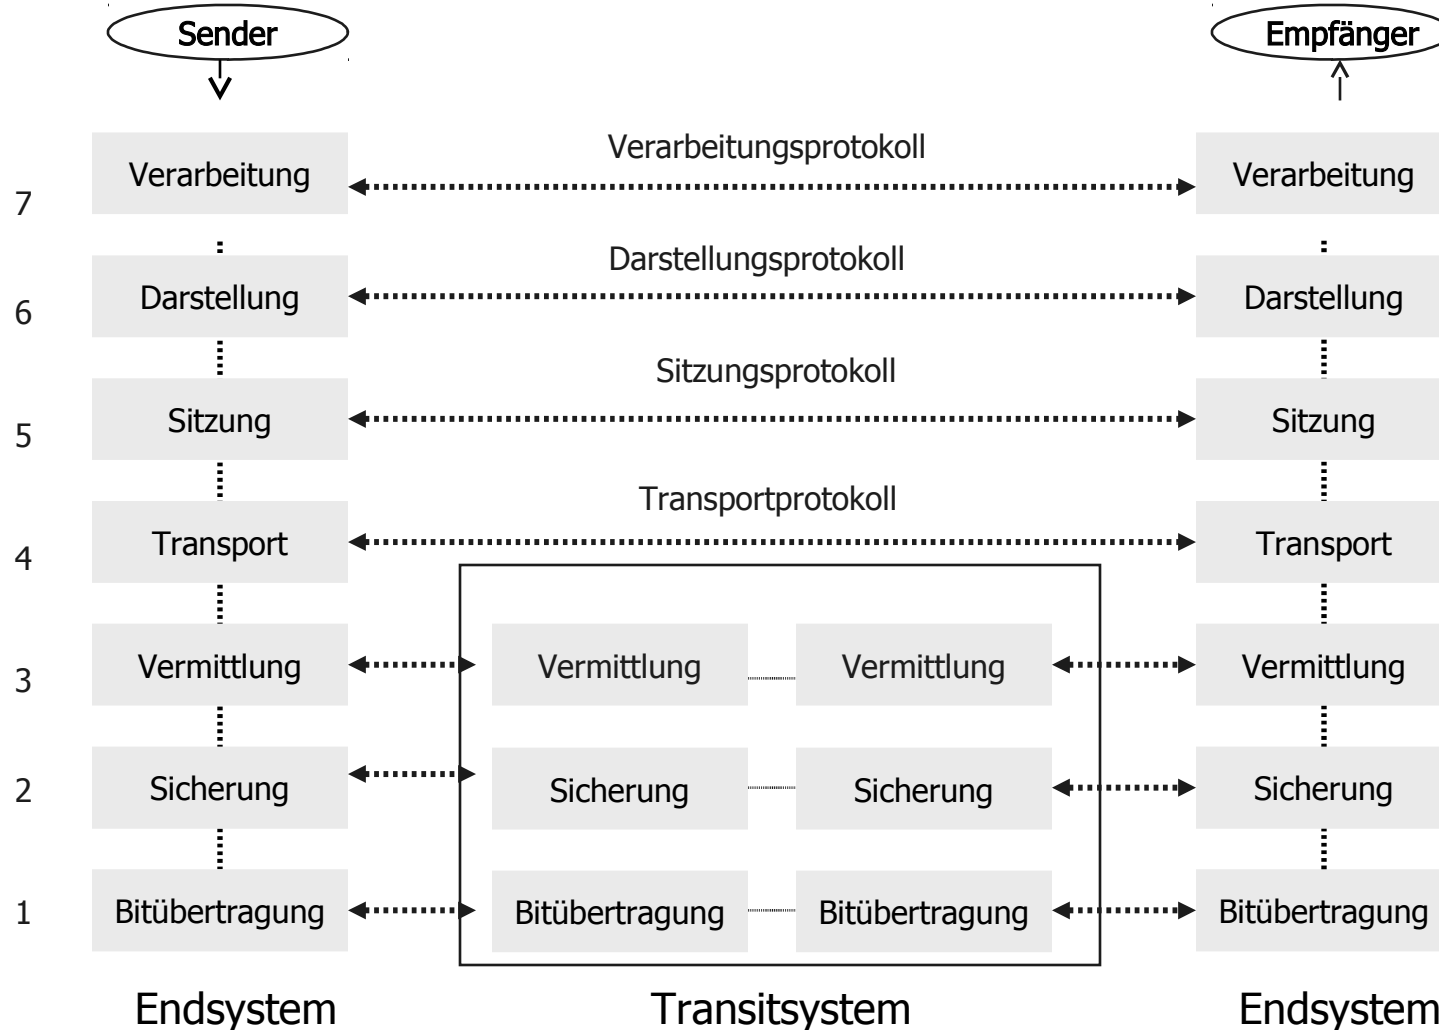 Sender
Empfänger
Verarbeitungsprotokoll
7
Verarbeitung
Verarbeitung
Darstellungsprotokoll
6
Darstellung
Darstellung
Sitzungsprotokoll
5
Sitzung
Sitzung
Transportprotokoll
4
Transport
Transport
3
Vermittlung
Vermittlung
Vermittlung
Vermittlung
2
Sicherung
Sicherung
Sicherung
Sicherung
1
Bitübertragung
Bitübertragung
Bitübertragung
Bitübertragung
Endsystem
Transitsystem
Endsystem